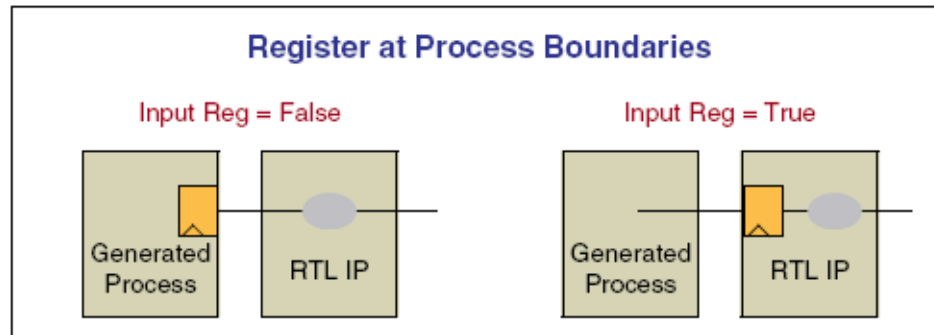 Register at Process Boundaries
Input Reg = False
Input Reg = True
Generated
Process
RTL IP
Generated
Process
RTL IP